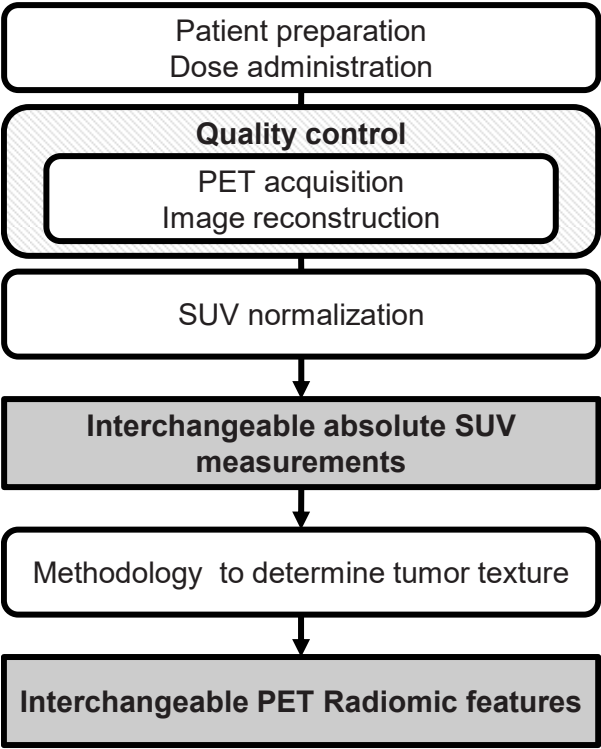 Patient preparation
Dose administration
Quality control
PET acquisition
Image reconstruction
SUV normalization
Interchangeable absolute SUV
measurements
Methodology  to determine tumor texture
Interchangeable PET Radiomic features